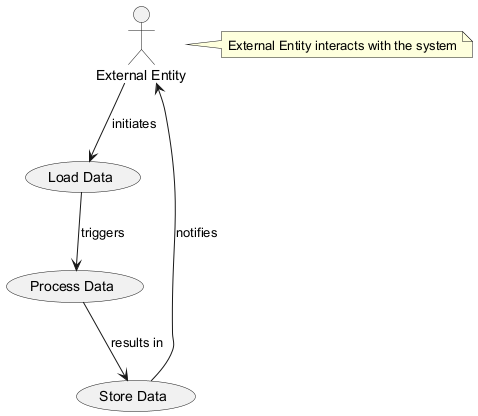 External Entity interacts with the system
External Entity
initiates
Load Data
triggers
notifies
Process Data
results in
Store Data